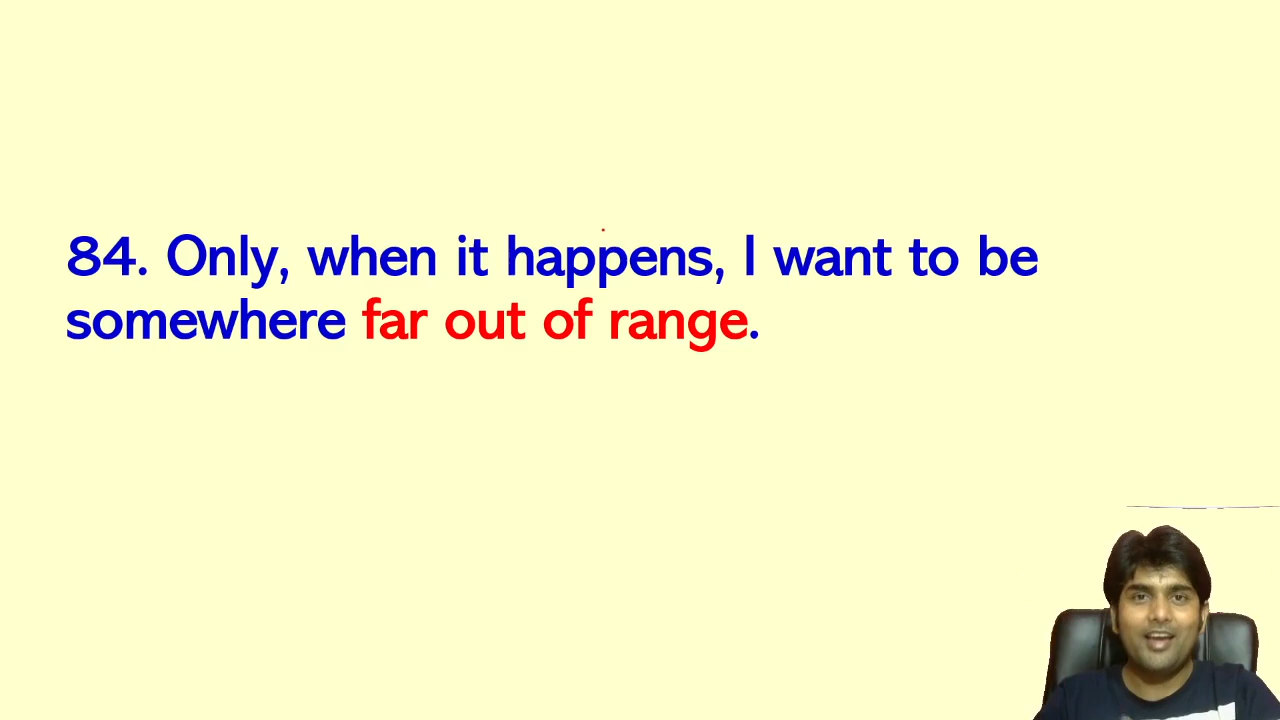 84. Only, when it happens, I want to be
somewhere far out of range.